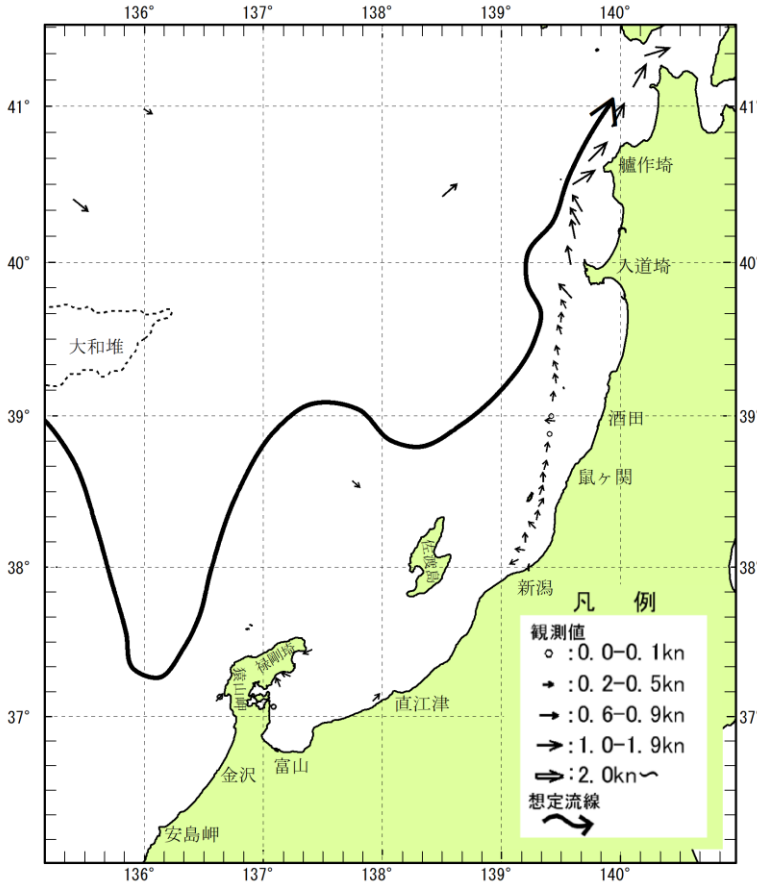 136° 137° 138° 139° 140°
41° 41°
艫作埼
入道埼
40° 40°
大和堆
39° 39°
酒田
鼠ヶ関
佐渡島
38° 38°
新潟
凡 例
観測値
:0.0-0.1kn
:0.2-0.5kn
:0.6-0.9kn
:1.0-1.9kn
:2.0kn~
想定流線
禄剛埼
猿山岬
37° 37°
直江津
富山
金沢
安島岬
136° 137° 138° 139° 140°